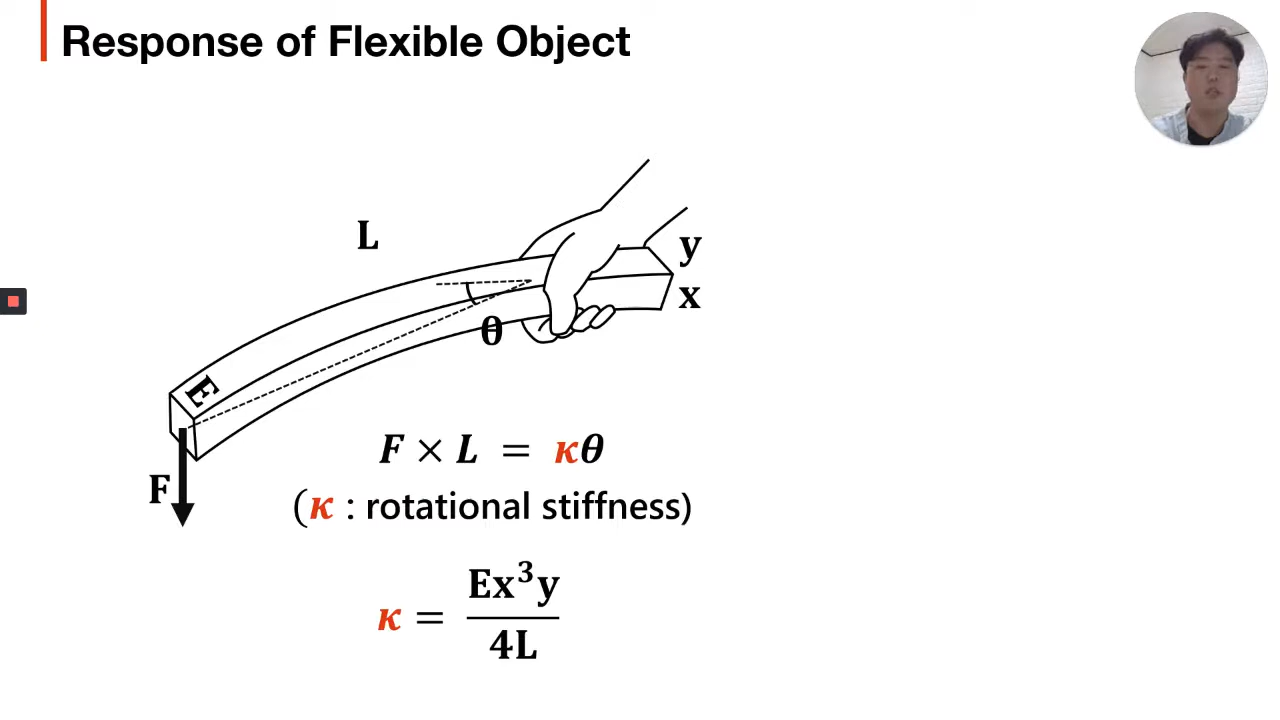 Response of Flexible Object
L
y
x
θ
E
F
F × L = κθ
(κ : rotational stiffness)
κ = Ex³y
4L